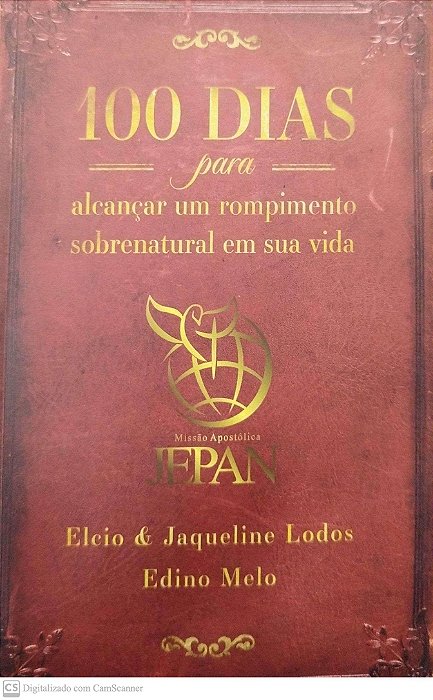 100 DIAS
para
alcançar um rompimento
sobrenatural em sua vida
Missão Apostólica
JEPAN
Elcio & Jaqueline Lodos
Edino Melo
CS Digitalizado com CamScanner